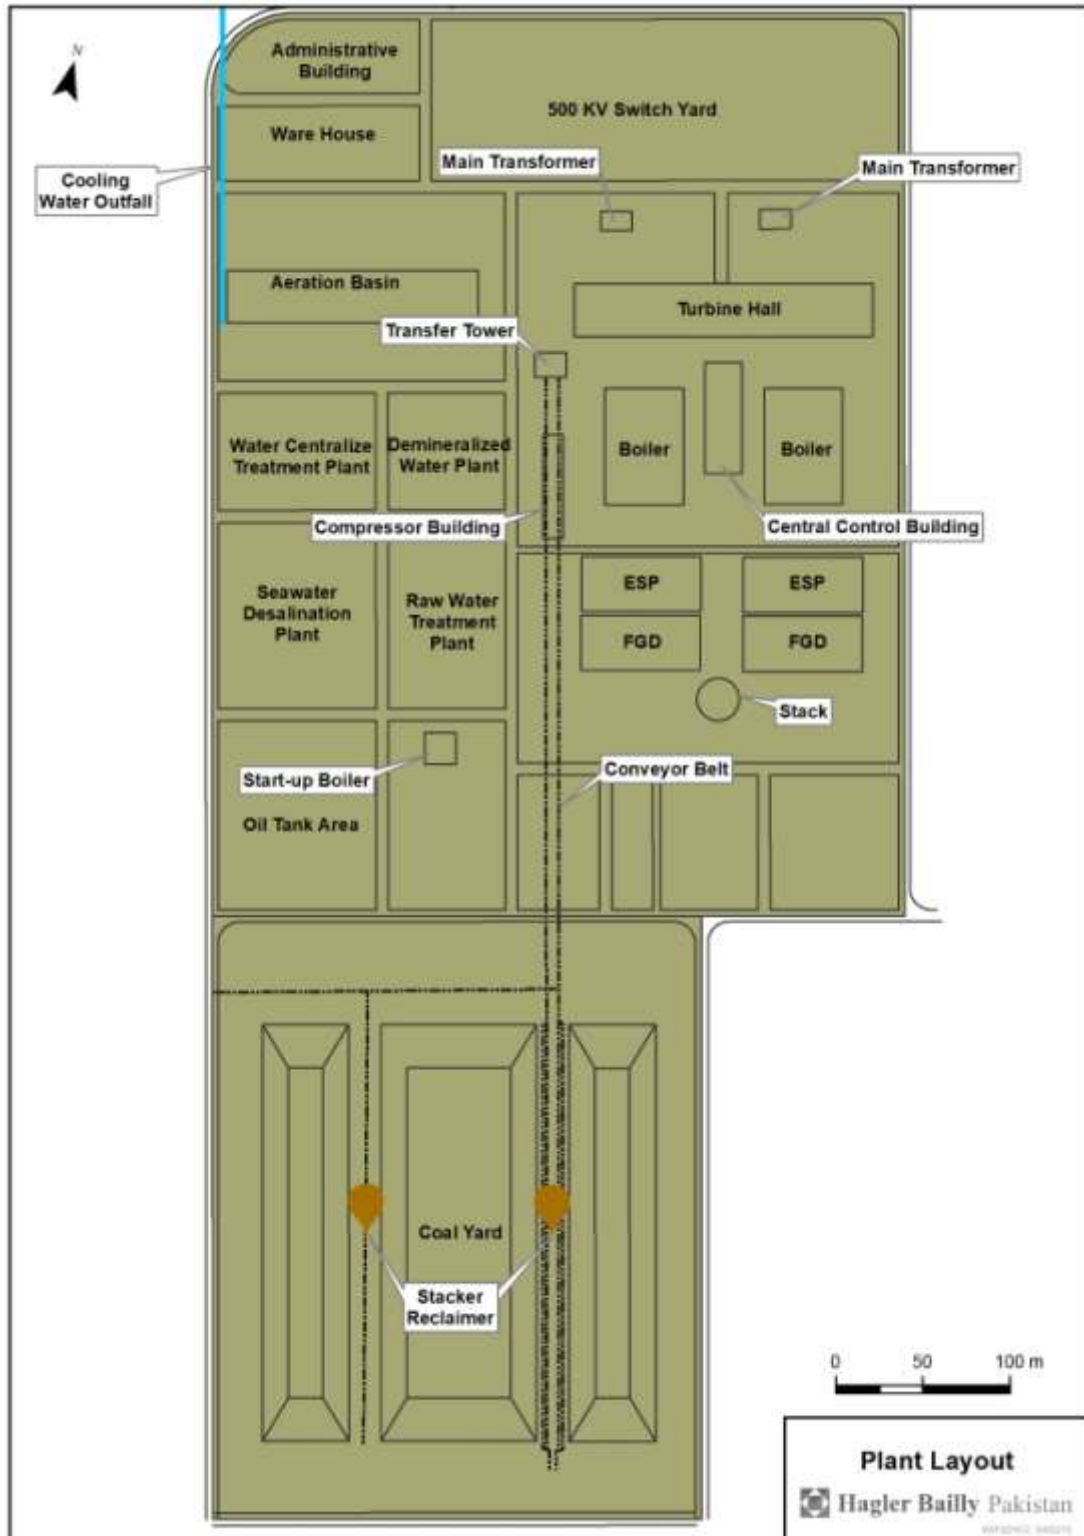 N
Administrative
Building
500 KV Switch Yard
Ware House
Main Transformer
Main Transformer
Cooling
Water Outfall
Aeration Basin
Turbine Hall
Transfer Tower
Water Centralize
Treatment Plant
Demineralized
Water Plant
Boiler
Boiler
Compressor Building
Central Control Building
Seawater
Desalination
Plant
Raw Water
Treatment
Plant
ESP
ESP
FGD
FGD
Stack
Start-up Boiler
Conveyor Belt
Oil Tank Area
Coal Yard
Stacker
Reclaimer
0 50 100 m
Plant Layout
Hagler Bailly Pakistan